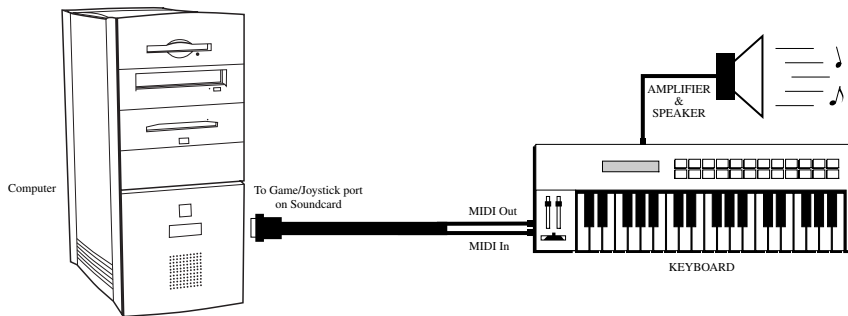 Computer
To Game/Joystick port
on Soundcard
MIDI Out
MIDI In
AMPLIFIER
&
SPEAKER
KEYBOARD